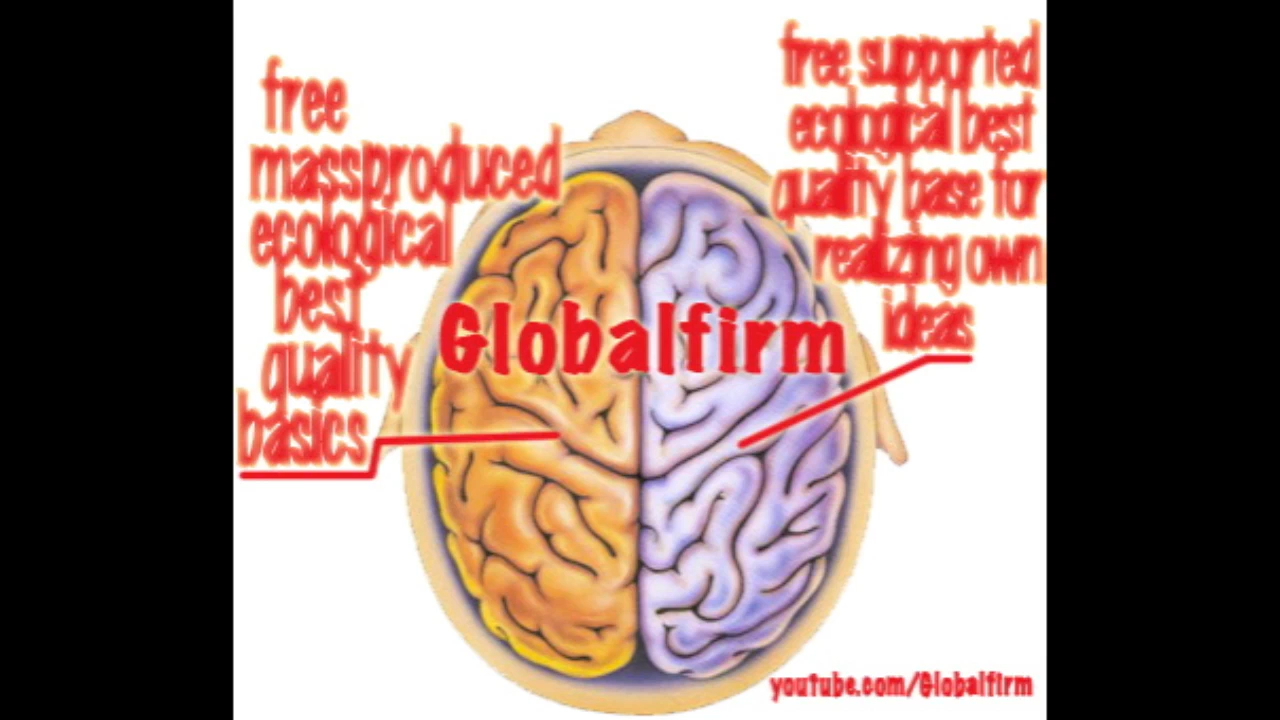 free
massproduced
ecological
best
quality
basics
free supported
ecological best
quality base for
realizing own
ideas
Globalfirm
youtube.com/Globalfirm